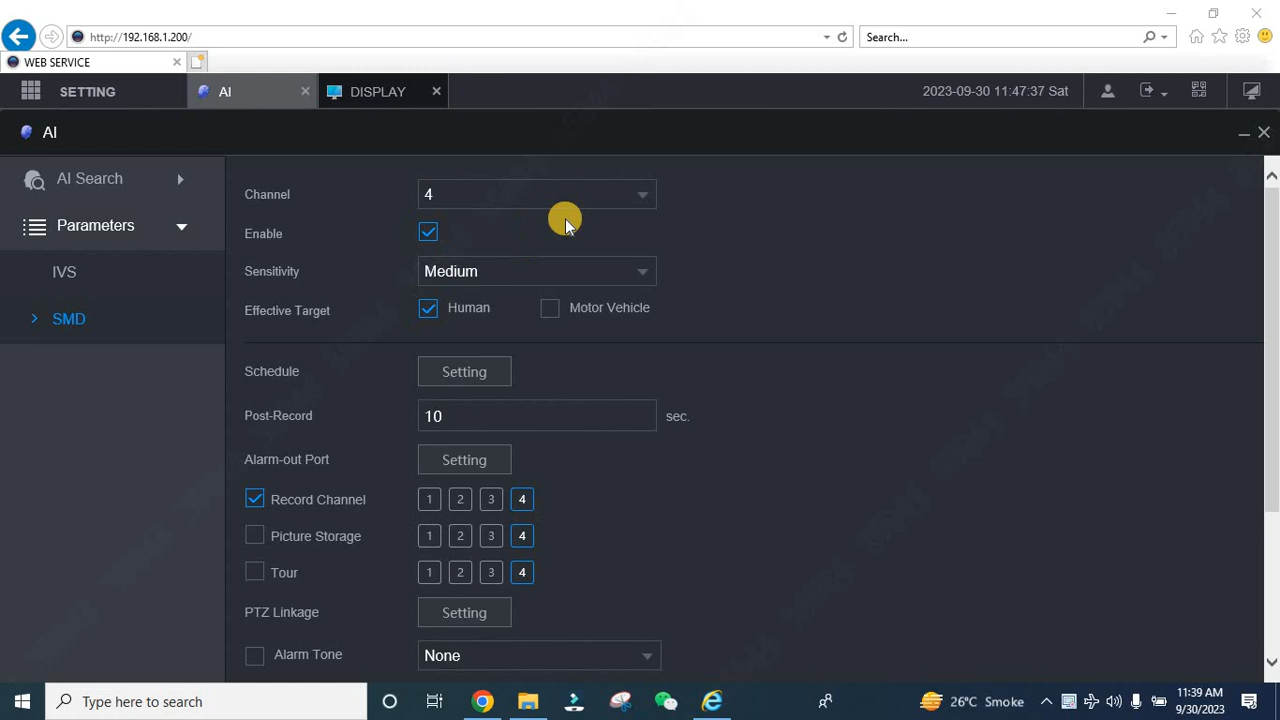 http://192.168.1.200/
Search...
WEB SERVICE
SETTING AI DISPLAY 2023-09-30 11:47:37 Sat
AI
AI Search
Parameters
IVS
SMD
Channel 4
Enable
Sensitivity Medium
Effective Target Human Motor Vehicle
Schedule Setting
Post-Record 10 sec.
Alarm-out Port Setting
Record Channel 1 2 3 4
Picture Storage 1 2 3 4
Tour 1 2 3 4
PTZ Linkage Setting
Alarm Tone None
Type here to search
26°C Smoke
11:39 AM
9/30/2023